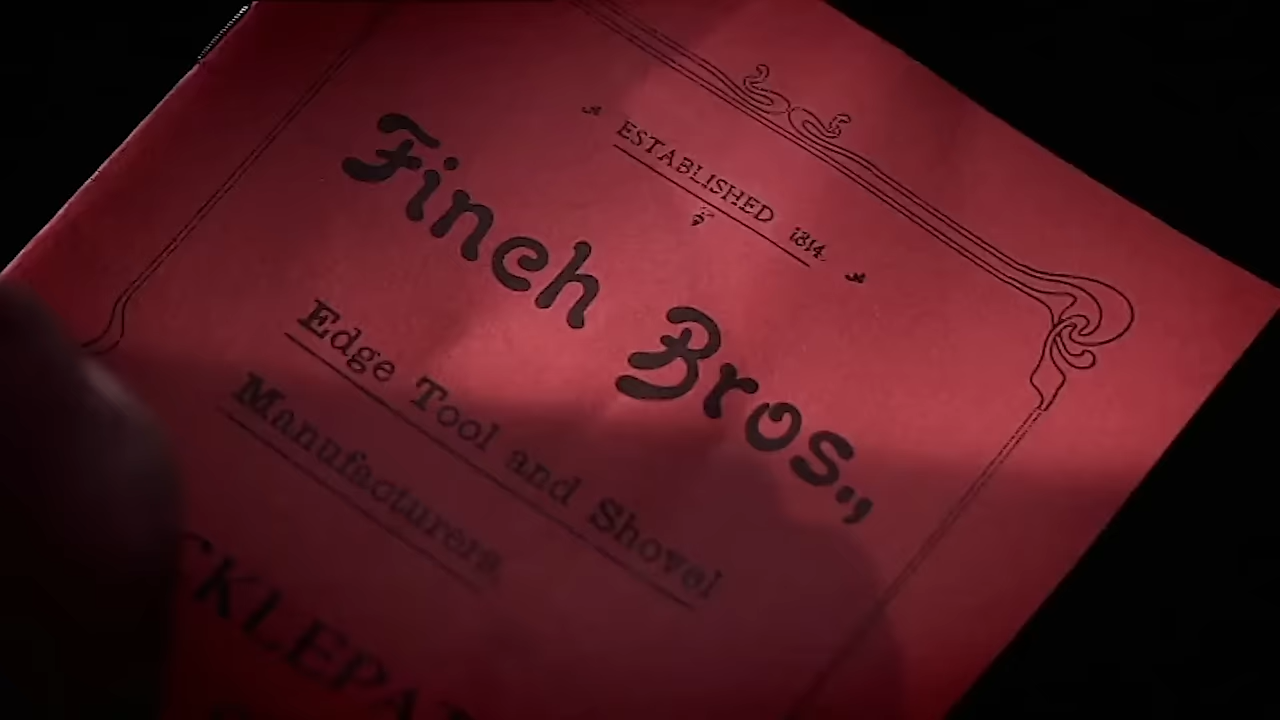 ESTABLISHED 1814.
Finch Bros.,
Edge Tool and Shovel
Manufacturers